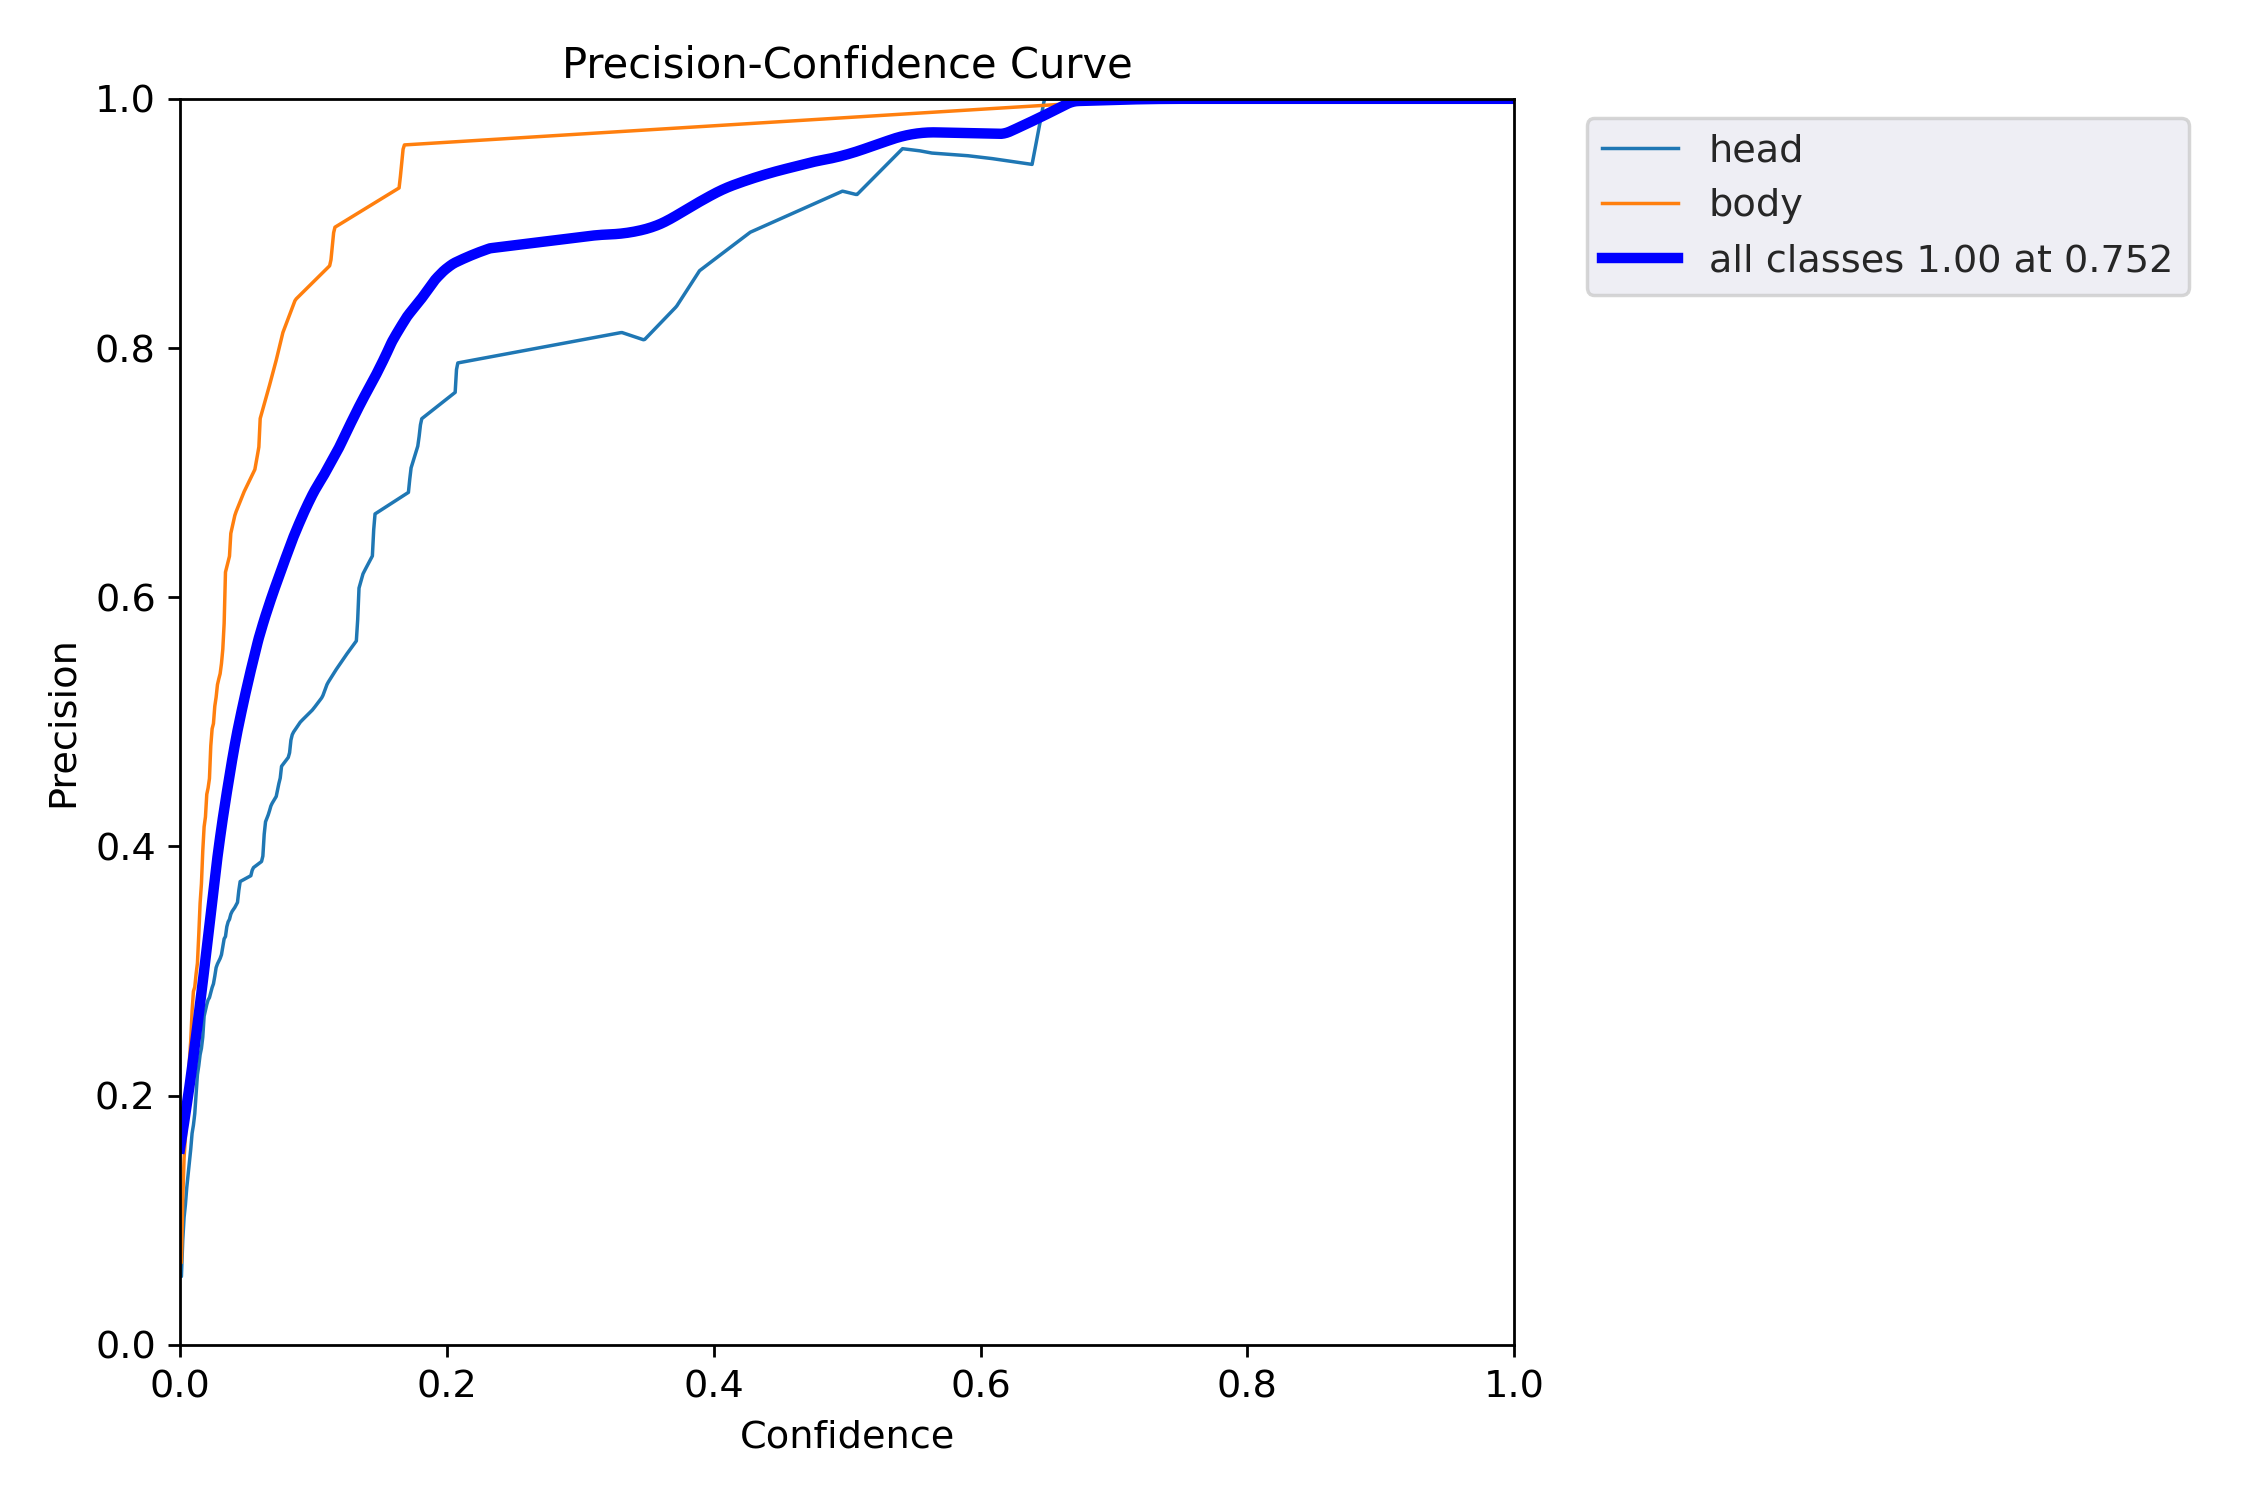 Precision-Confidence Curve
1.0
0.8
0.6
0.4
0.2
0.0
Precision
0.0 0.2 0.4 0.6 0.8 1.0
Confidence
head
body
all classes 1.00 at 0.752